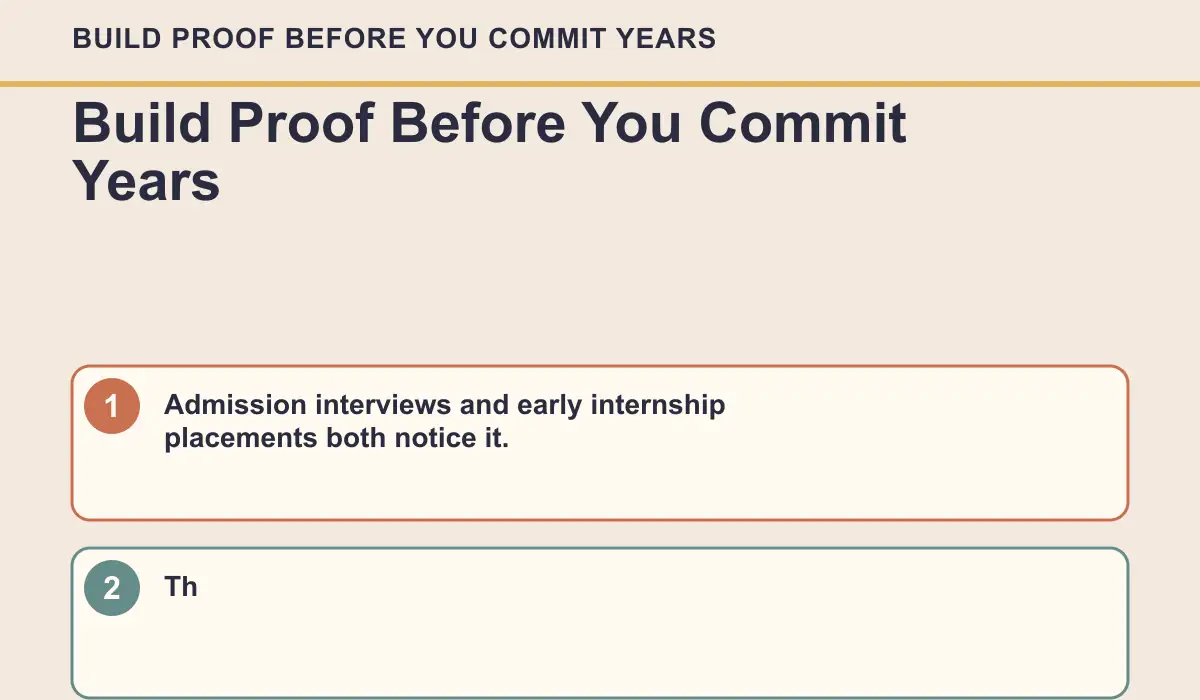 BUILD PROOF BEFORE YOU COMMIT YEARS
Build Proof Before You Commit
Years
1
Admission interviews and early internship
placements both notice it.
2
Th